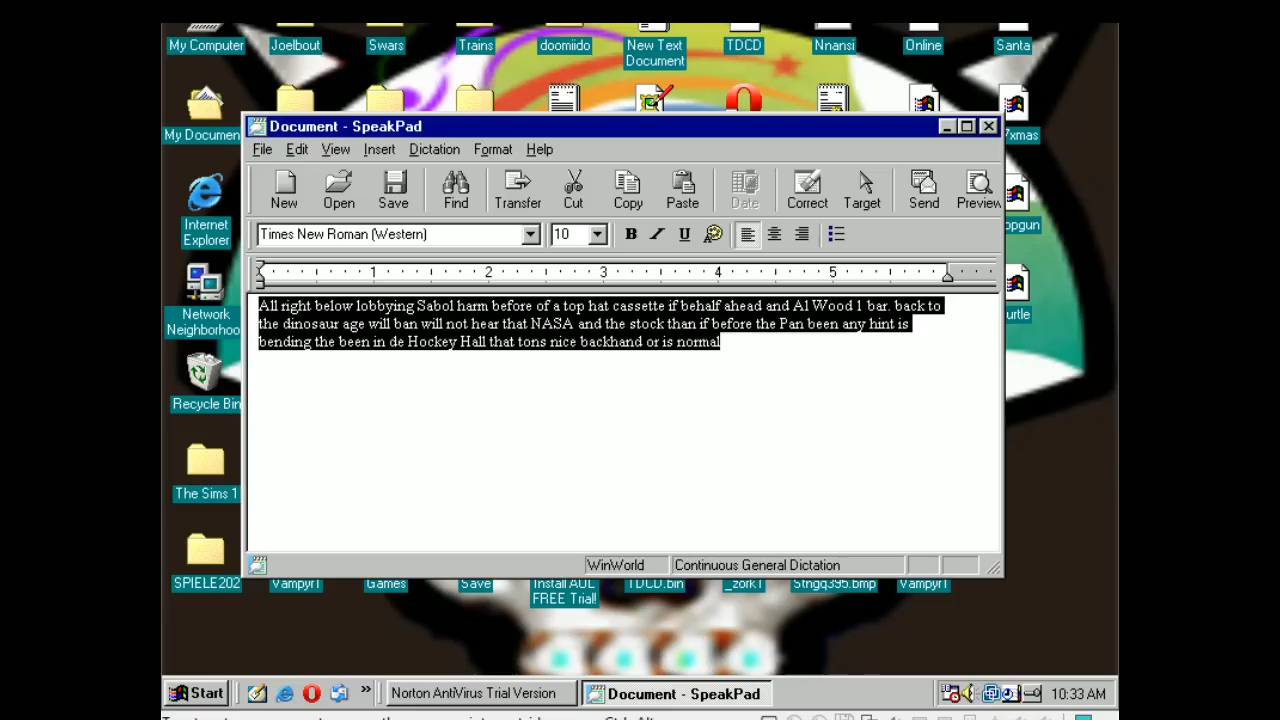 My Computer Joelbout Swars Trains doomiido New Text Document TDCD Nnansi Online Santa
My Documen
7xmas
Document - SpeakPad
File Edit View Insert Dictation Format Help
New Open Save Find Transfer Cut Copy Paste Date Correct Target Send Preview
Times New Roman (Western) 10 B I U
1 2 3 4 5
All right below lobbying Sabol harm before of a top hat cassette if behalf ahead and Al Wood 1 bar. back to
the dinosaur age will ban will not hear that NASA and the stock than if before the Pan been any hint is
bending the been in de Hockey Hall that tons nice backhand or is normal
Internet
Explorer
opgun
Network
Neighborhoo
urtle
Recycle Bin
The Sims 1
WinWorld Continuous General Dictation
SPIELE202 Vampyr1 Games Save Install AOL FREE Trial! TDCD.bin _zork1 Stngq395.bmp Vampyr1
Start Norton AntiVirus Trial Version Document - SpeakPad 10:33 AM